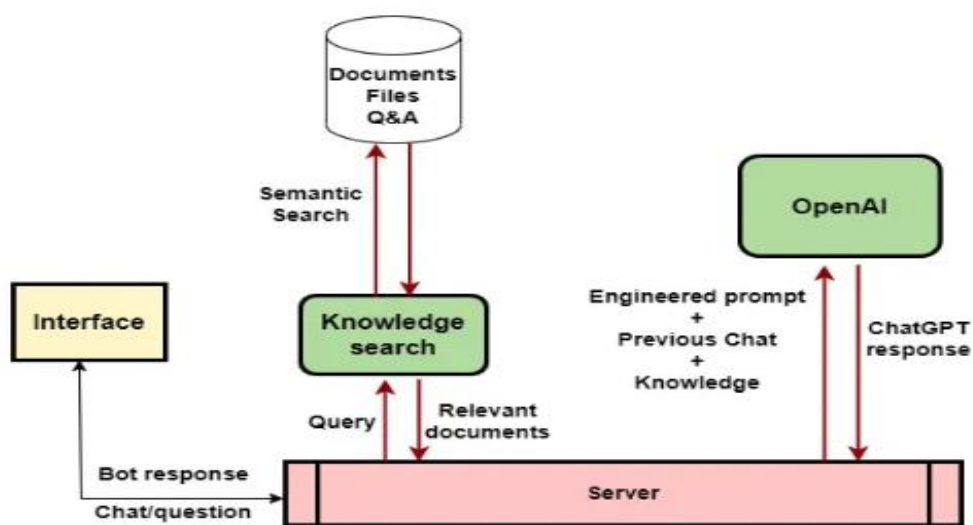 Documents
Files
Q&A
Semantic
Search
OpenAI
Interface
Knowledge
search
Engineered prompt
+
Previous Chat
+
Knowledge
ChatGPT
response
Query
Relevant
documents
Bot response
Chat/question
Server